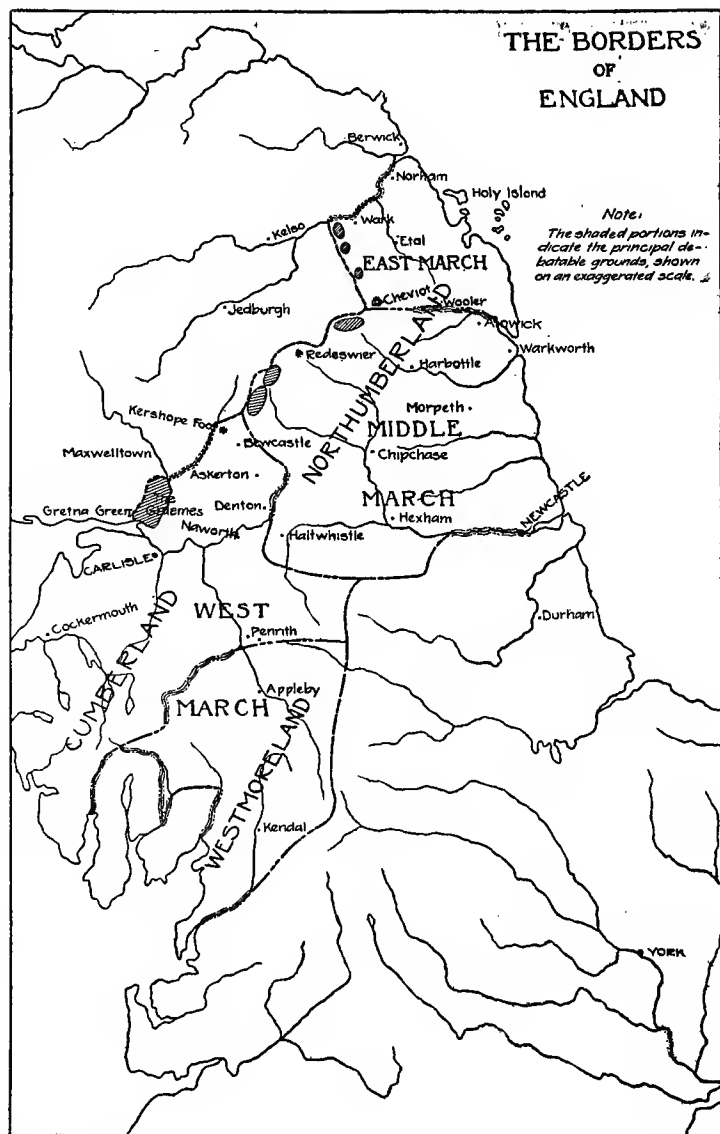 THE BORDERS
OF
ENGLAND
Berwick
Norham
Holy Island
Note:
The shaded portions in-
dicate the principal de-
batable grounds, shown
on an exaggerated scale.
Wark
Kelso
Etal
EAST MARCH
Cheviot
Wooler
Jedburgh
Alnwick
Warkworth
Redeswier
Harbottle
NORTHUMBERLAND
Morpeth
Kershope Foot
MIDDLE
Bewcastle
Maxwelltown
Chipchase
Askerton
MARCH
Denton
Gretna Green
Graemes
Hexham
NEWCASTLE
Naworth
Haltwhistle
CARLISLE
WEST
Cockermouth
Durham
Penrith
CUMBERLAND
Appleby
MARCH
WESTMORELAND
Kendal
YORK